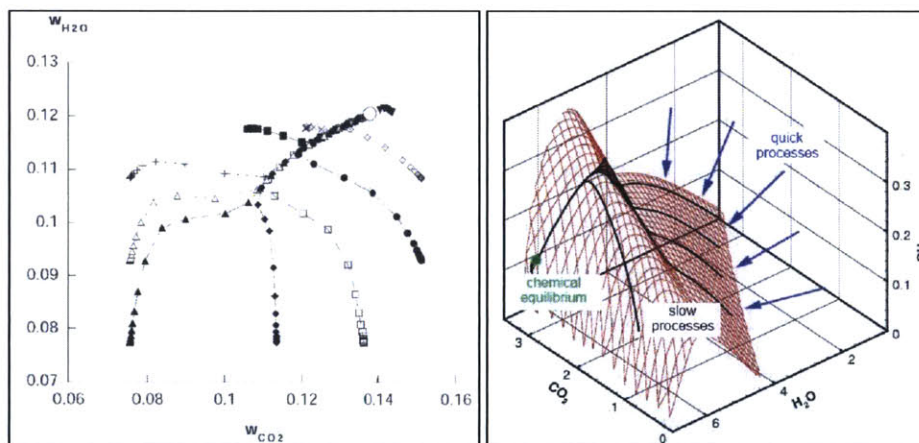 w H2O
0.13
0.12
0.11
0.1
0.09
0.08
0.07
0.06
0.08
0.1
0.12
0.14
0.16
w CO2
quick
processes
0.3
0.2
0.1
0
chemical
equilibrium
slow
processes
3
2
1
0
CO2
6
4
2
H2O